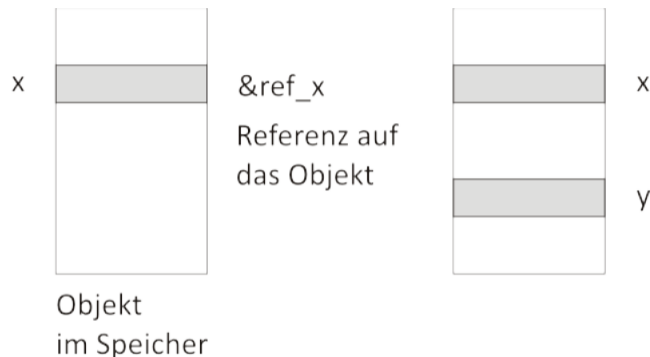 x
&ref_x
Referenz auf
das Objekt
Objekt
im Speicher
x
y